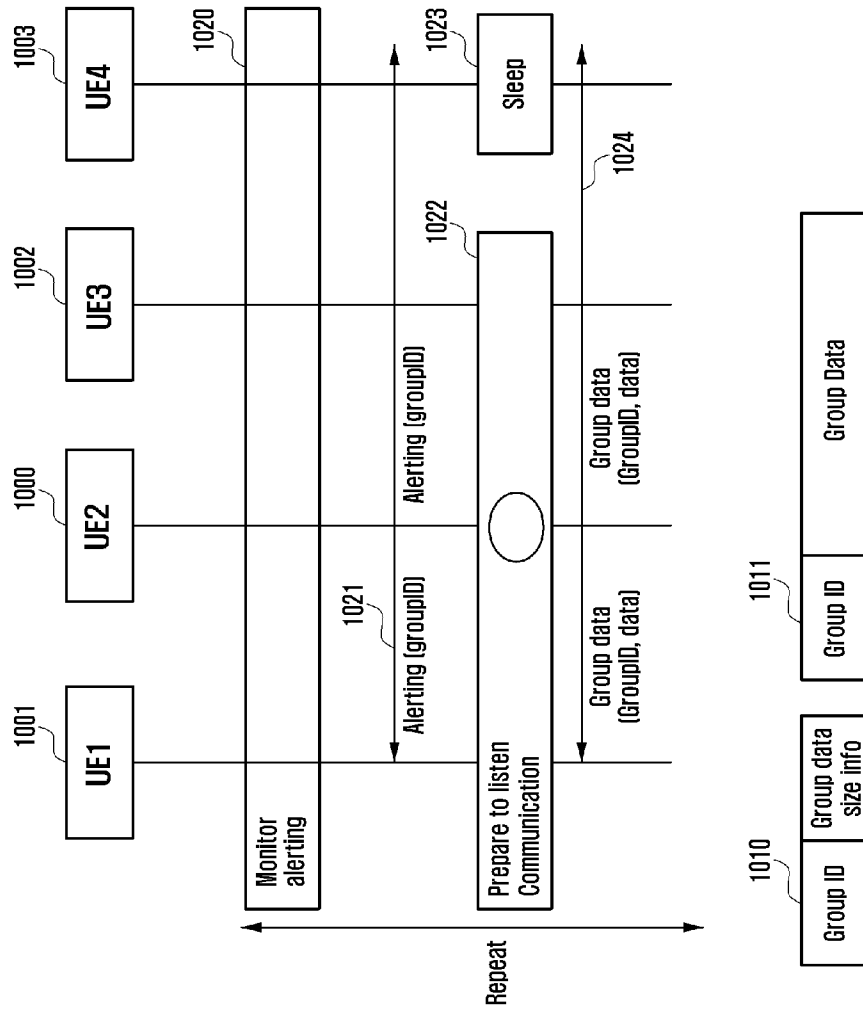 1001
1000
1002
1003
UE1
UE2
UE3
UE4
1020
Monitor
alerting
1021
Alerting (groupID)
Alerting (groupID)
1022
1023
Prepare to listen
Communication
Sleep
Group data
(GroupID, data)
Group data
(GroupID, data)
1024
Repeat
1010
Group ID
Group data
size info
1011
Group ID
Group Data